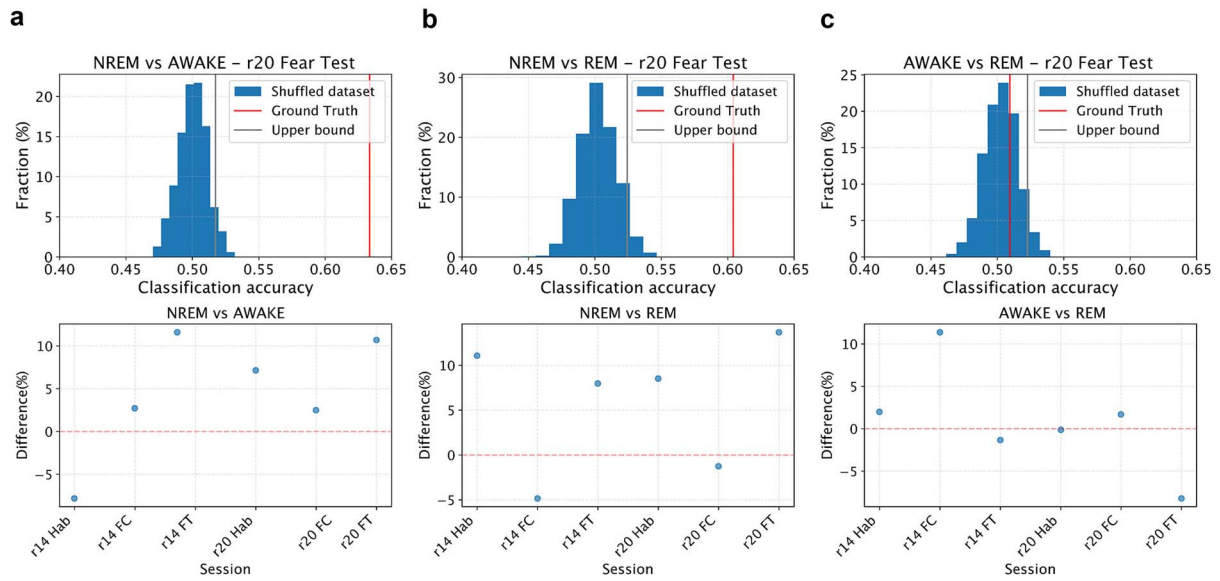 a
b
c
NREM vs AWAKE – r20 Fear Test
Shuffled dataset
Ground Truth
Upper bound
Fraction (%)
20
15
10
5
0
0.40 0.45 0.50 0.55 0.60 0.65
Classification accuracy
NREM vs REM – r20 Fear Test
Shuffled dataset
Ground Truth
Upper bound
Fraction (%)
30
20
10
0
0.40 0.45 0.50 0.55 0.60 0.65
Classification accuracy
AWAKE vs REM – r20 Fear Test
Shuffled dataset
Ground Truth
Upper bound
Fraction (%)
25
20
15
10
5
0
0.40 0.45 0.50 0.55 0.60 0.65
Classification accuracy
NREM vs AWAKE
Difference(%)
10
5
0
−5
r14 Hab
r14 FC
r14 FT
r20 Hab
r20 FC
r20 FT
Session
NREM vs REM
Difference(%)
10
5
0
−5
r14 Hab
r14 FC
r14 FT
r20 Hab
r20 FC
r20 FT
Session
AWAKE vs REM
Difference(%)
10
5
0
−5
r14 Hab
r14 FC
r14 FT
r20 Hab
r20 FC
r20 FT
Session